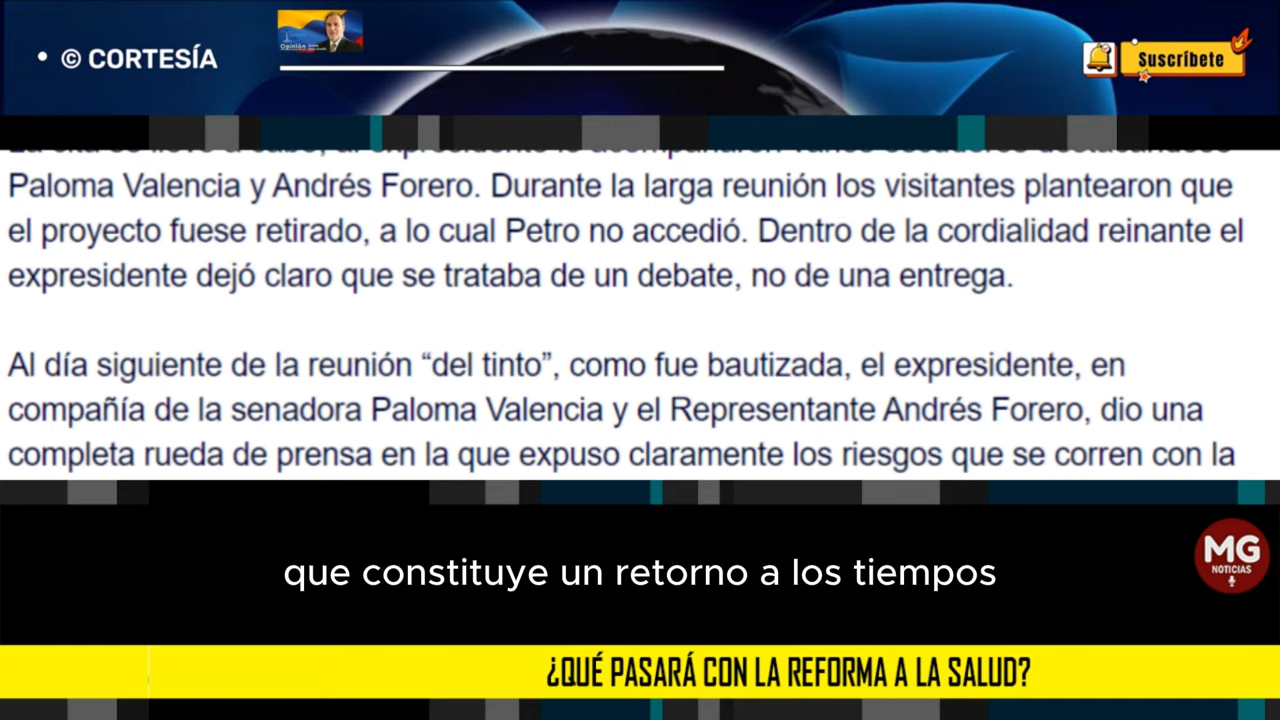 • © CORTESÍA
Opinión
Suscríbete
Paloma Valencia y Andrés Forero. Durante la larga reunión los visitantes plantearon que
el proyecto fuese retirado, a lo cual Petro no accedió. Dentro de la cordialidad reinante el
expresidente dejó claro que se trataba de un debate, no de una entrega.
Al día siguiente de la reunión “del tinto”, como fue bautizada, el expresidente, en
compañía de la senadora Paloma Valencia y el Representante Andrés Forero, dio una
completa rueda de prensa en la que expuso claramente los riesgos que se corren con la
que constituye un retorno a los tiempos
MG
NOTICIAS
¿QUÉ PASARÁ CON LA REFORMA A LA SALUD?